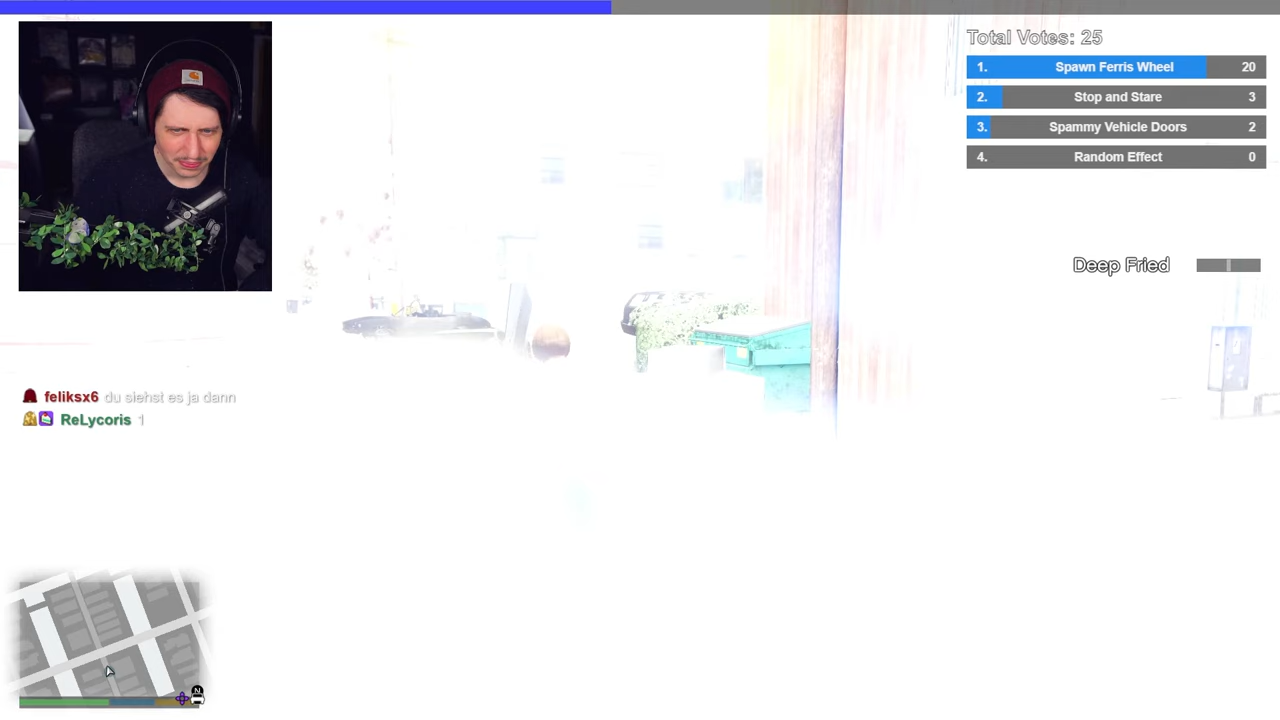 Total Votes: 25
1. Spawn Ferris Wheel 20
2. Stop and Stare 3
3. Spammy Vehicle Doors 2
4. Random Effect 0
Deep Fried
feliksx6 du siehst es ja dann
ReLycoris 1
N